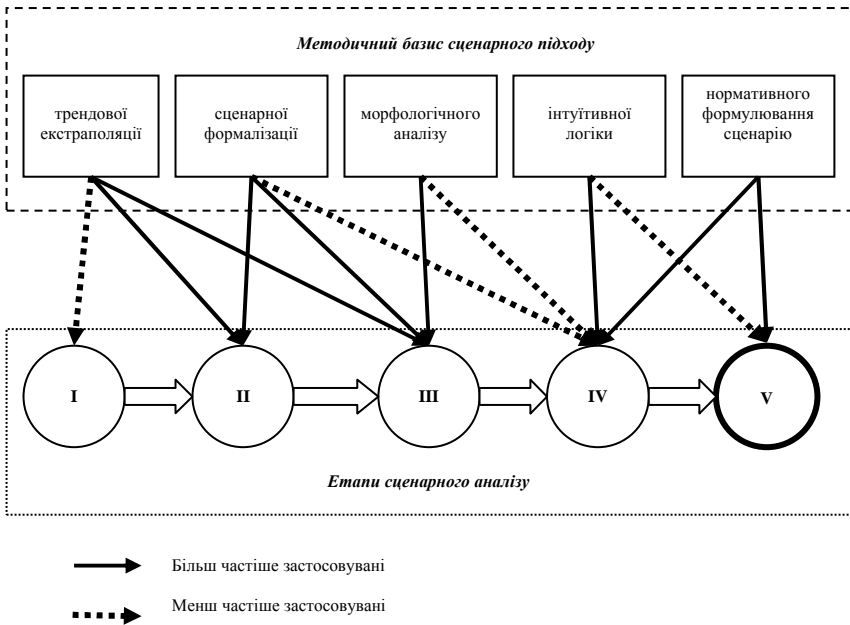 Методичний базис сценарного підходу
трендової
екстраполяції
сценарної
формалізації
морфологічного
аналізу
інтуїтивної
логіки
нормативного
формулювання
сценарію
I
II
III
IV
V
Етапи сценарного аналізу
Більш частіше застосовувані
Менш частіше застосовувані